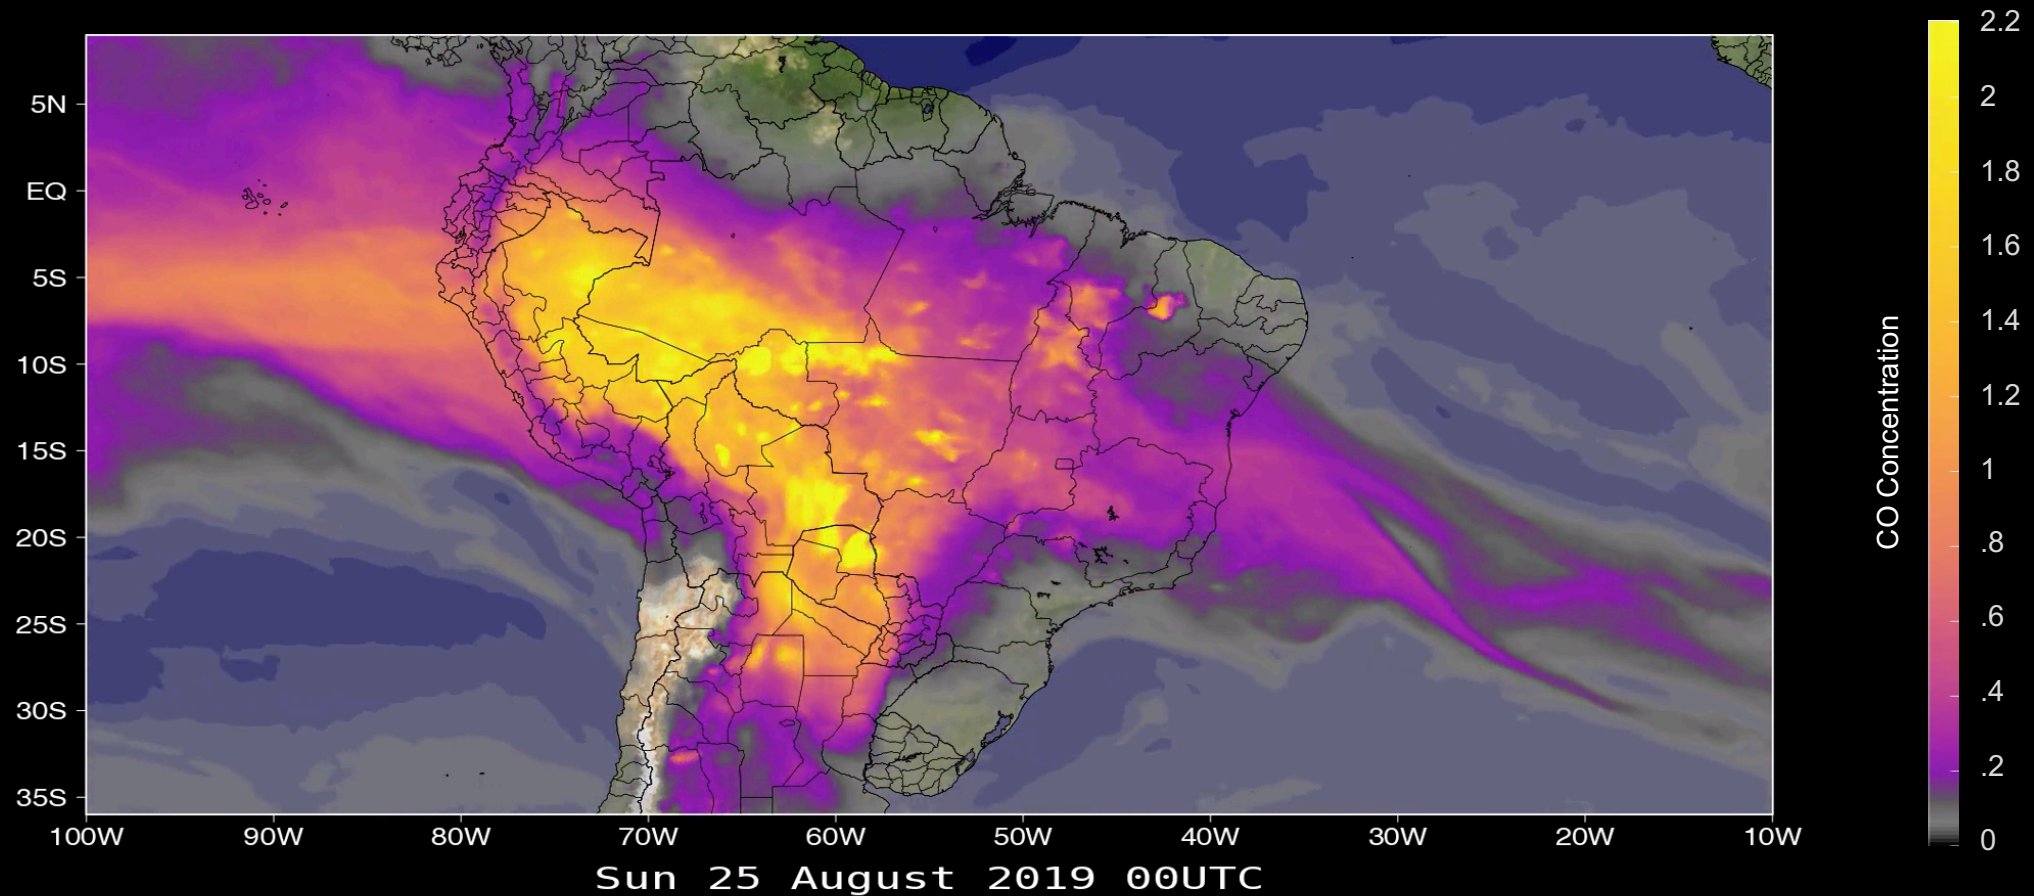 5N
EQ
5S
10S
15S
20S
25S
30S
35S
100W 90W 80W 70W 60W 50W 40W 30W 20W 10W
Sun 25 August 2019 00UTC
CO Concentration
2.2
2
1.8
1.6
1.4
1.2
1
.8
.6
.4
.2
0